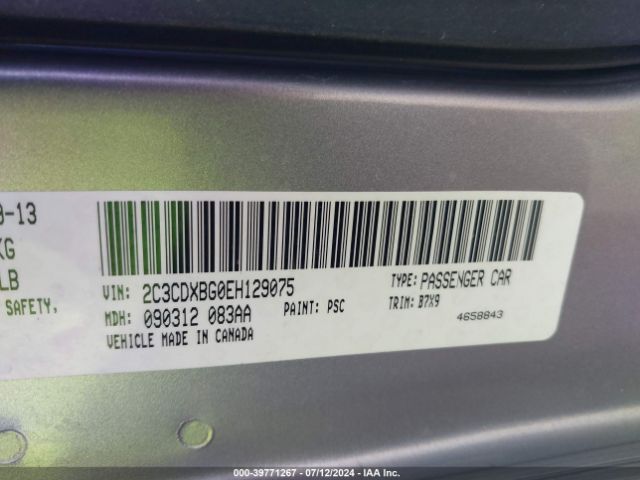 9-13
KG
LB
SAFETY,
VIN: 2C3CDXBG0EH129075
TYPE: PASSENGER CAR
MDH: 090312 083AA
PAINT: PSC
TRIM: B7X9
VEHICLE MADE IN CANADA
4658843
000-39771267 - 07/12/2024 - IAA Inc.